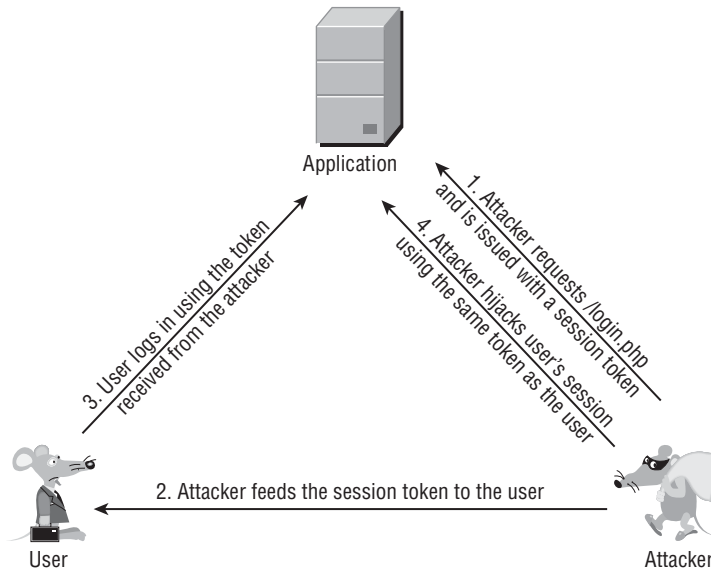 Application
1. Attacker requests /login.php
and is issued with a session token
4. Attacker hijacks user's session
using the same token as the user
3. User logs in using the token
received from the attacker
2. Attacker feeds the session token to the user
User
Attacker